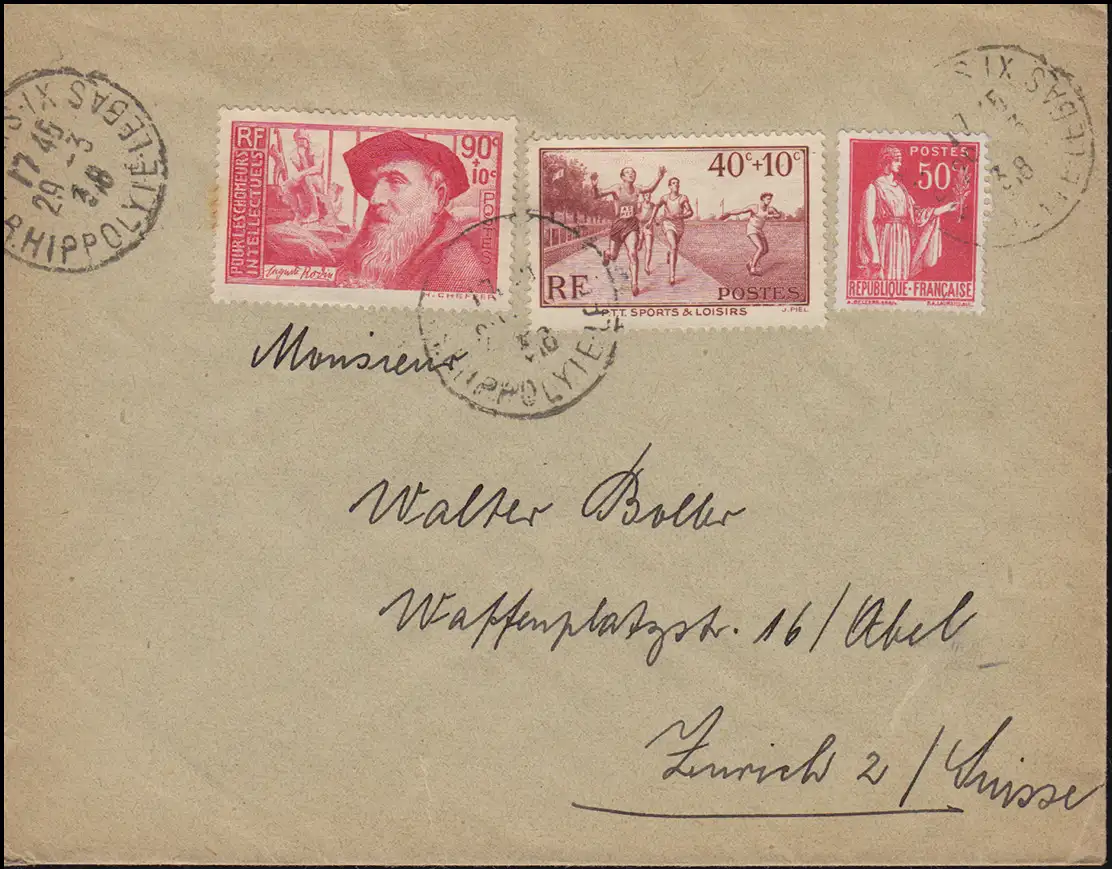 17 45
29 -3
38
R.HIPPOLYTE-LEBAS
RF
POUR LES CHOMEURS
INTELLECTUELS
90c
+10c
POSTES
Auguste Rodin
H. CHEFFER
40c+10c
RF POSTES
P.T.T. SPORTS & LOISIRS
J. PIEL
POSTES
50c
REPUBLIQUE-FRANÇAISE
Monsieur
Walter Boller
Waffenplatzstr. 16/Abel
Zurich 2/Suisse